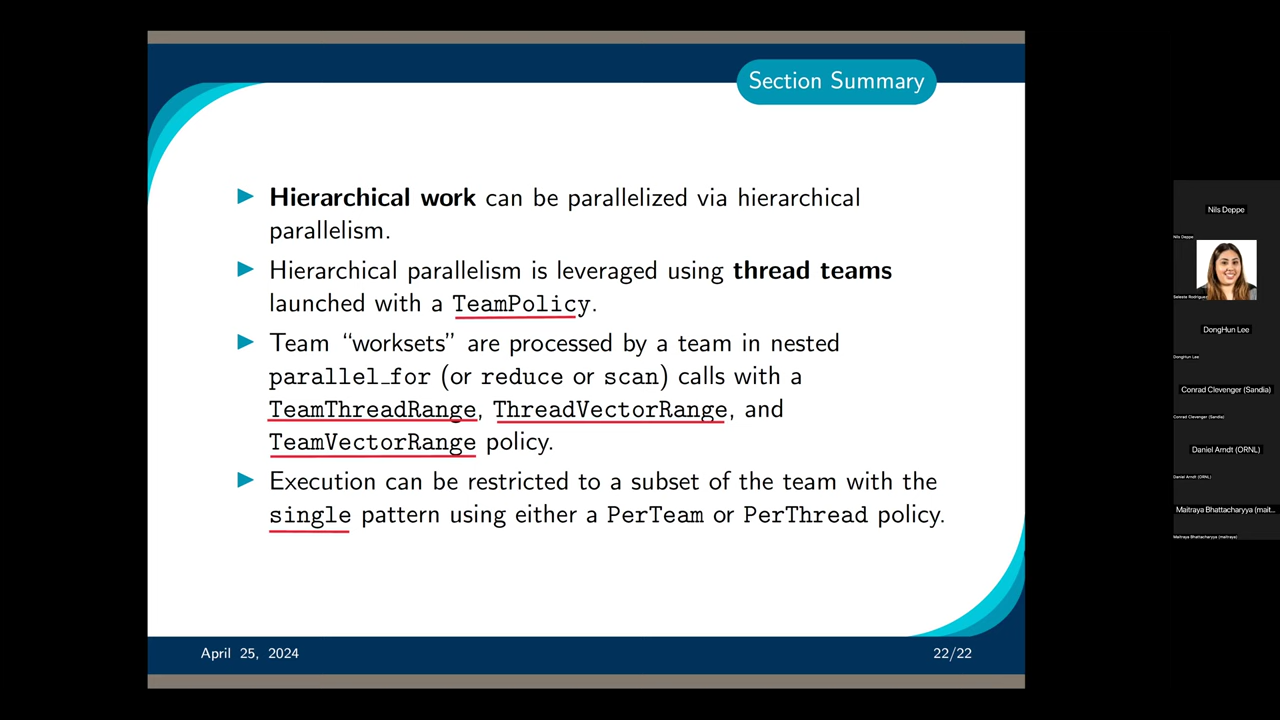 Section Summary
Hierarchical work can be parallelized via hierarchical
parallelism.
Hierarchical parallelism is leveraged using thread teams
launched with a TeamPolicy.
Team “worksets” are processed by a team in nested
parallel_for (or reduce or scan) calls with a
TeamThreadRange, ThreadVectorRange, and
TeamVectorRange policy.
Execution can be restricted to a subset of the team with the
single pattern using either a PerTeam or PerThread policy.
April 25, 2024
22/22
Nils Deppe
Nils Deppe
DongHun Lee
DongHun Lee
Conrad Clevenger (Sandia)
Conrad Clevenger (Sandia)
Daniel Arndt (ORNL)
Daniel Arndt (ORNL)
Maitraya Bhattacharyya (mait...
Maitraya Bhattacharyya (maitraya)